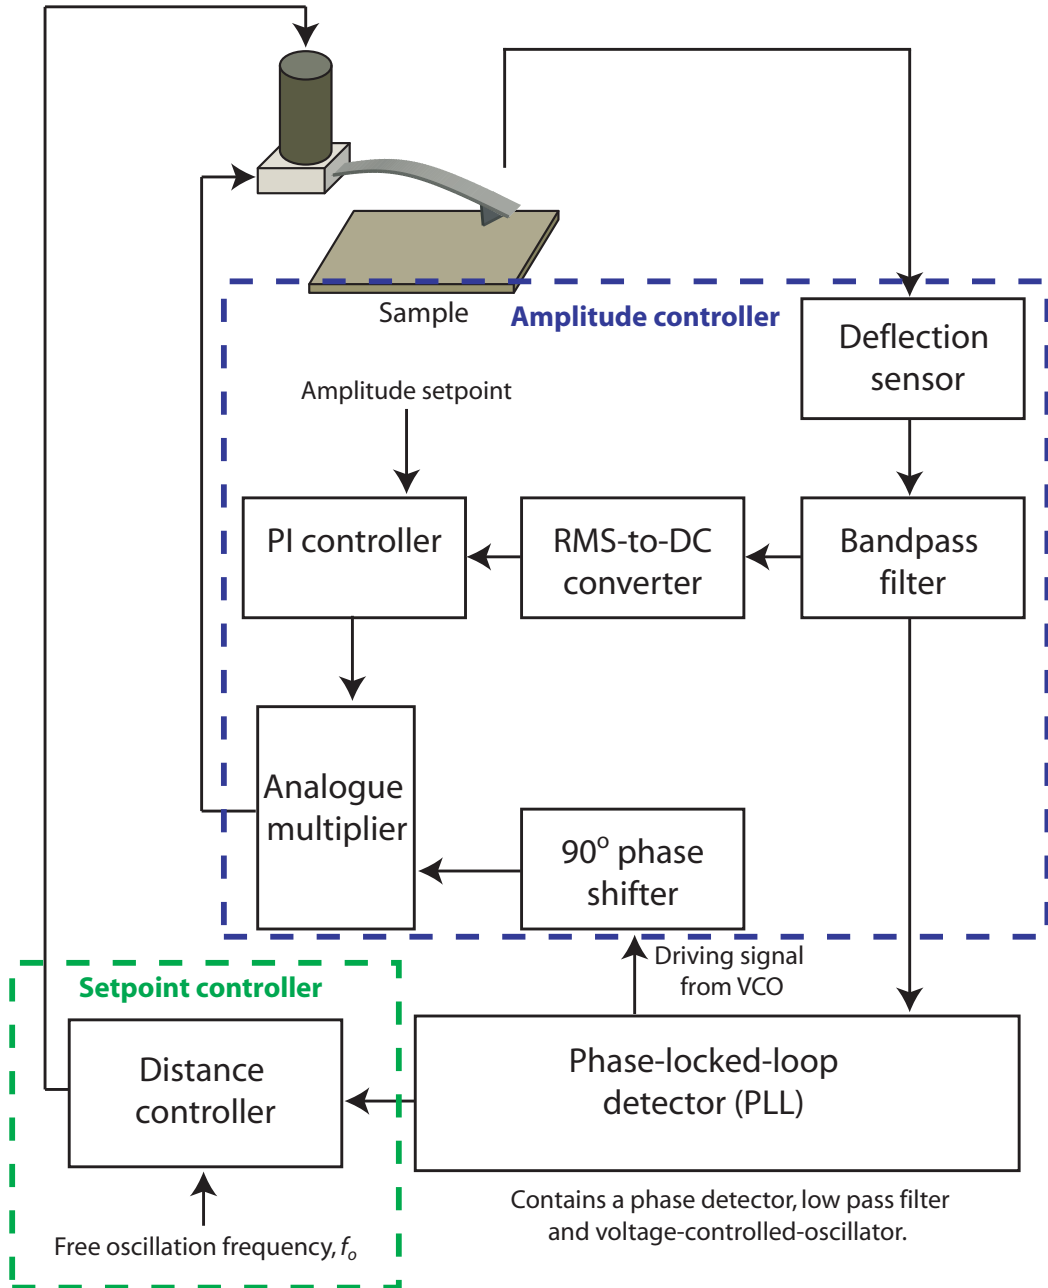 Sample
Amplitude controller
Deflection
sensor
Amplitude setpoint
PI controller
RMS-to-DC
converter
Bandpass
filter
Analogue
multiplier
90° phase
shifter
Driving signal
from VCO
Setpoint controller
Distance
controller
Phase-locked-loop
detector (PLL)
Free oscillation frequency, fo
Contains a phase detector, low pass filter
and voltage-controlled-oscillator.